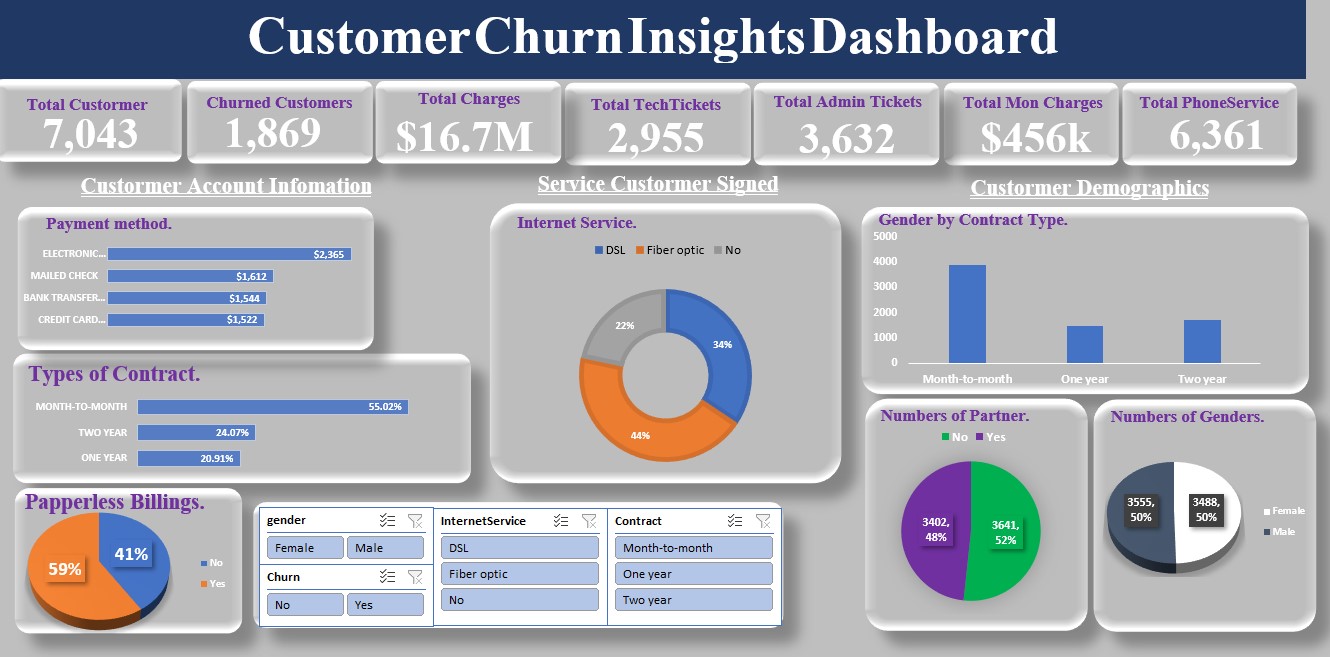 Customer Churn Insights Dashboard
Total Custormer
7,043
Churned Customers
1,869
Total Charges
$16.7M
Total TechTickets
2,955
Total Admin Tickets
3,632
Total Mon Charges
$456k
Total PhoneService
6,361
Custormer Account Infomation
Service Custormer Signed
Custormer Demographics
Payment method.
ELECTRONIC... $2,365
MAILED CHECK $1,612
BANK TRANSFER... $1,544
CREDIT CARD... $1,522
Types of Contract.
MONTH-TO-MONTH 55.02%
TWO YEAR 24.07%
ONE YEAR 20.91%
Papperless Billings.
59%
41%
No
Yes
Internet Service.
DSL Fiber optic No
22%
34%
44%
gender
Female Male
Churn
No Yes
InternetService
DSL
Fiber optic
No
Contract
Month-to-month
One year
Two year
Gender by Contract Type.
5000
4000
3000
2000
1000
0
Month-to-month One year Two year
Numbers of Partner.
No Yes
3402,
48%
3641,
52%
Numbers of Genders.
3555,
50%
3488,
50%
Female
Male